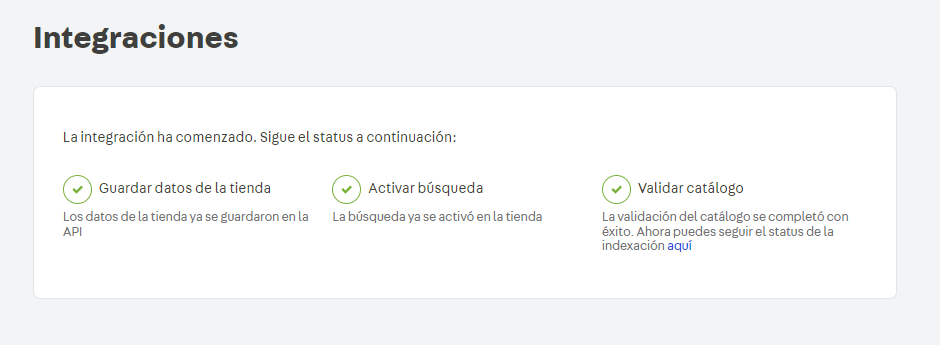 Integraciones
La integración ha comenzado. Sigue el status a continuación:
Guardar datos de la tienda
Los datos de la tienda ya se guardaron en la
API
Activar búsqueda
La búsqueda ya se activó en la tienda
Validar catálogo
La validación del catálogo se completó con
éxito. Ahora puedes seguir el status de la
indexación aquí